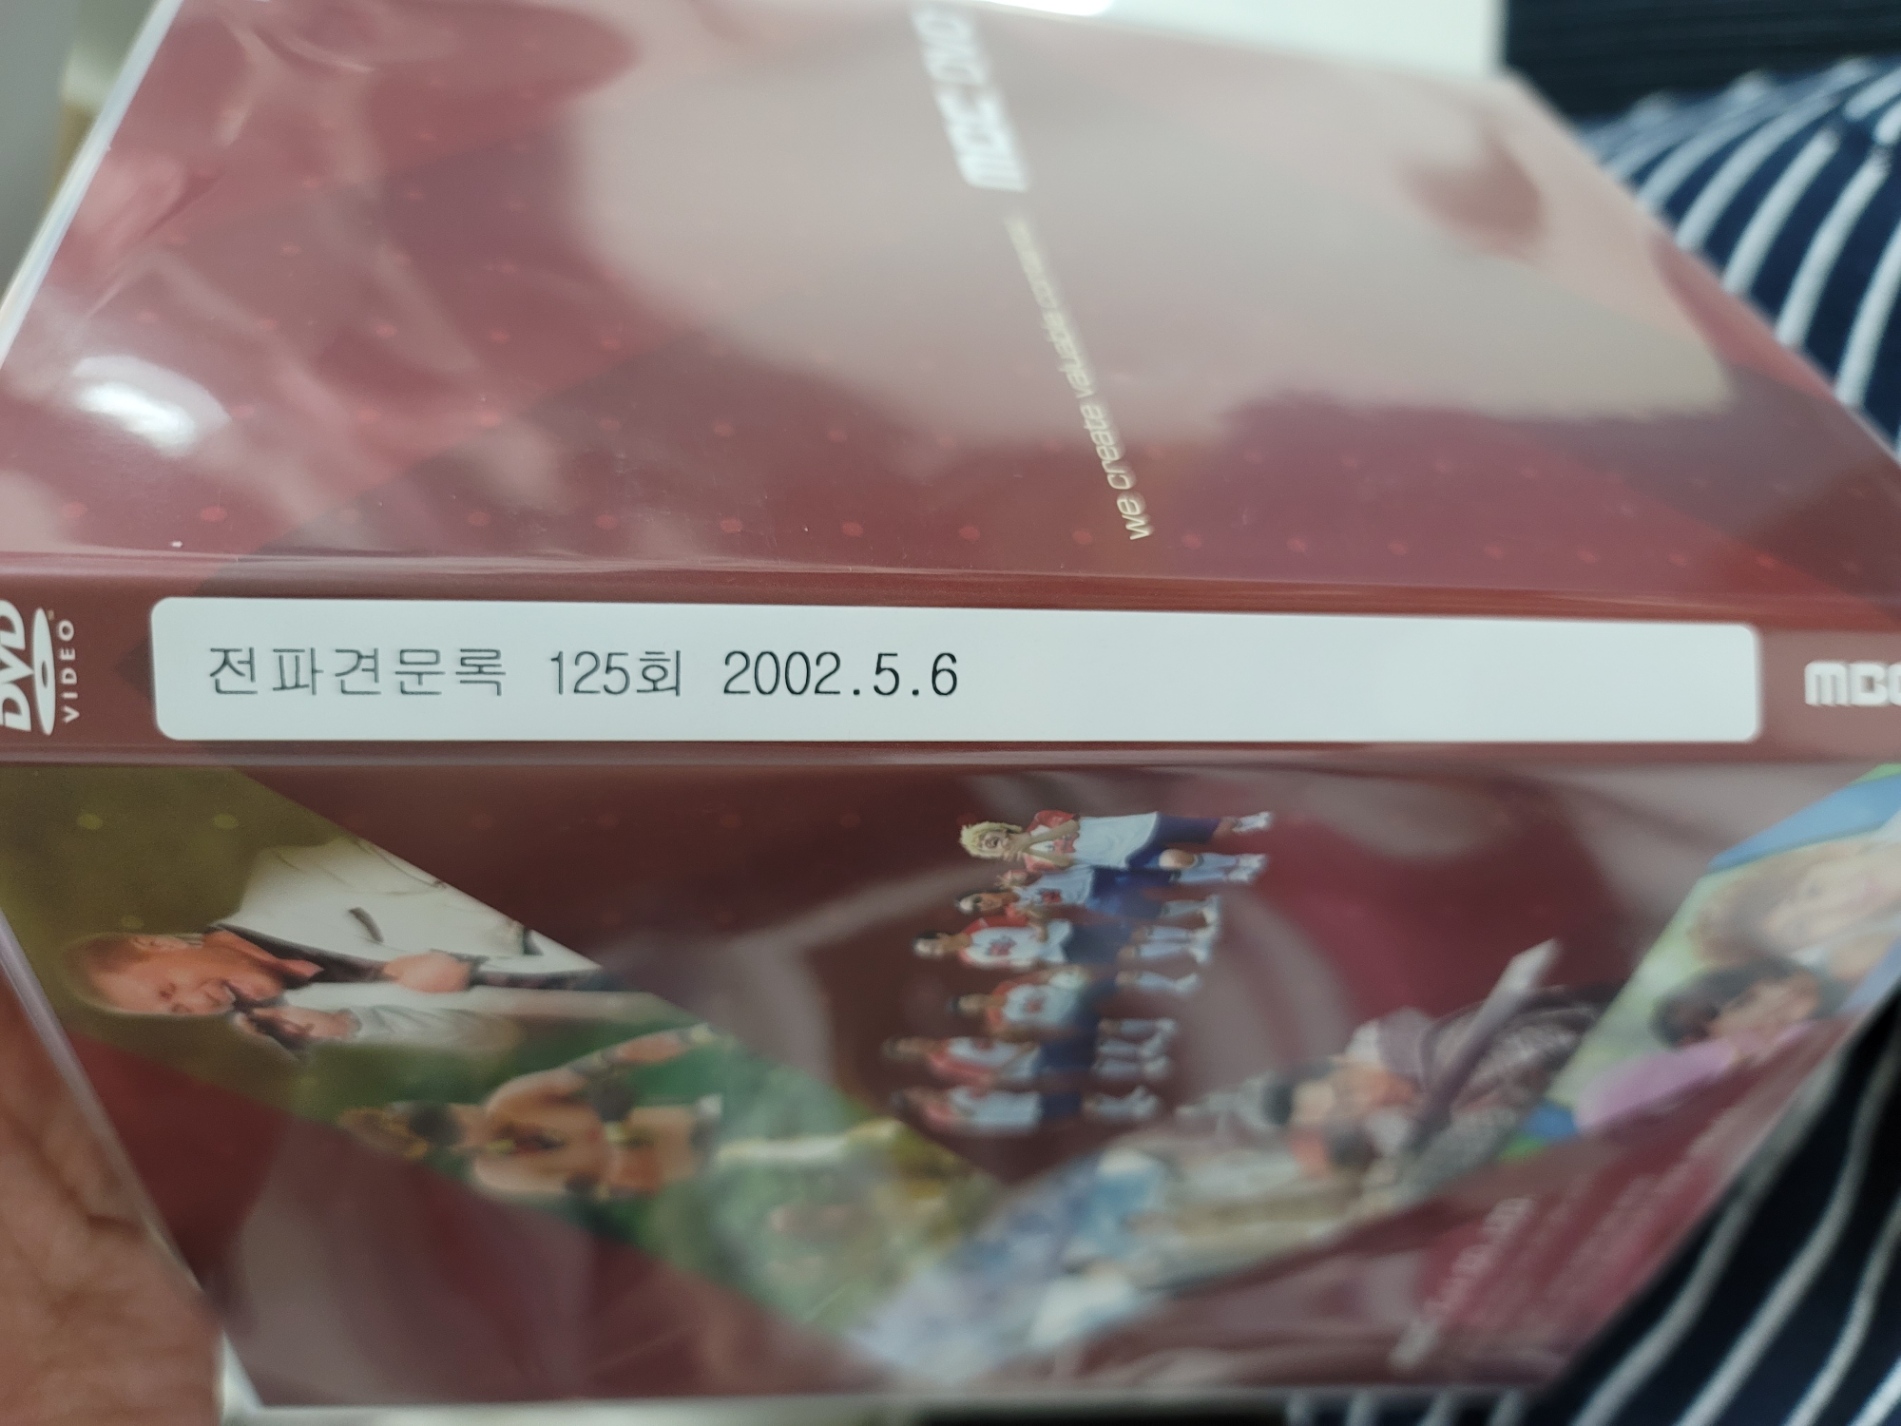 MBC DVD
we create valuable contents
DVD
VIDEO
전파견문록 125회 2002.5.6
MBC